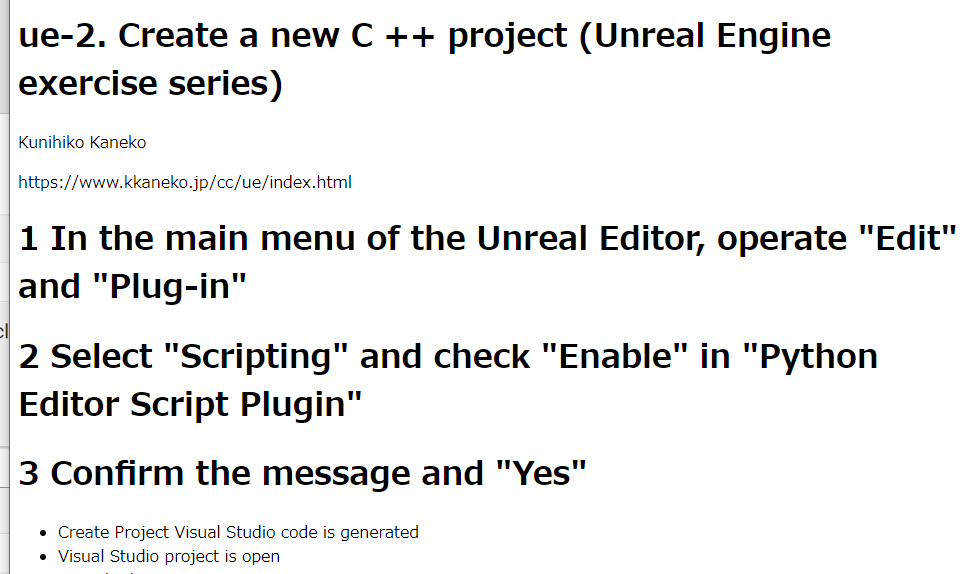 ue-2. Create a new C ++ project (Unreal Engine
exercise series)
Kunihiko Kaneko
https://www.kkaneko.jp/cc/ue/index.html
1 In the main menu of the Unreal Editor, operate "Edit"
and "Plug-in"
2 Select "Scripting" and check "Enable" in "Python
Editor Script Plugin"
3 Confirm the message and "Yes"
• Create Project Visual Studio code is generated
• Visual Studio project is open